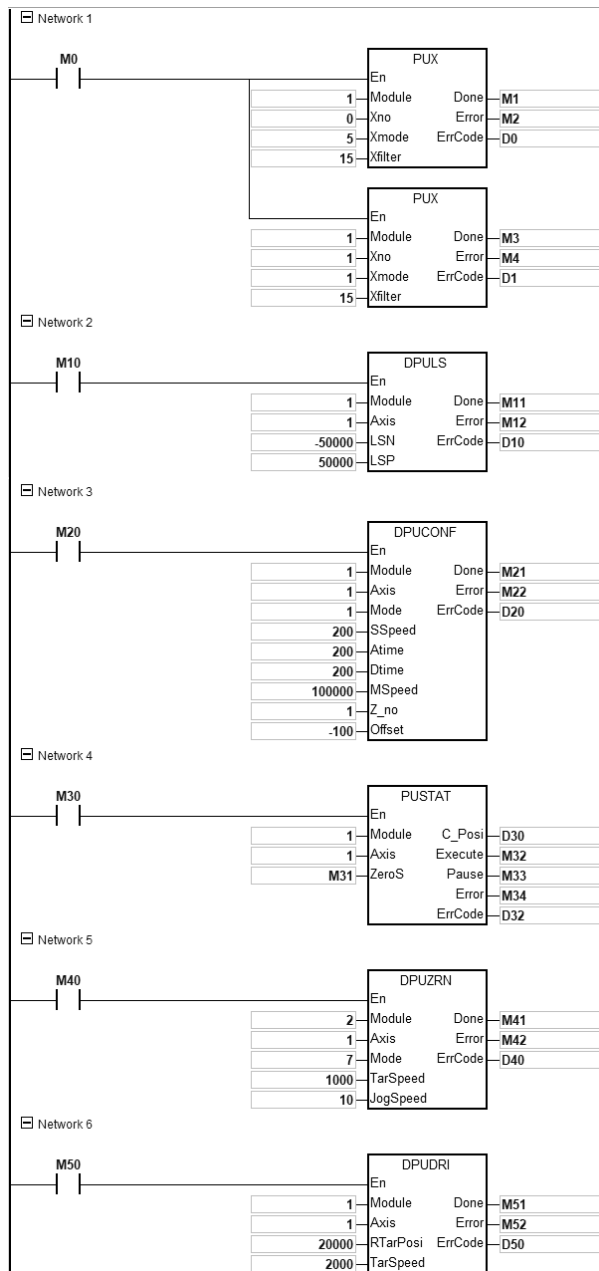 Network 1
M0
PUX
En
1 Module Done M1
0 Xno Error M2
5 Xmode ErrCode D0
15 Xfilter
PUX
En
1 Module Done M3
1 Xno Error M4
1 Xmode ErrCode D1
15 Xfilter
Network 2
M10
DPULS
En
1 Module Done M11
1 Axis Error M12
-50000 LSN ErrCode D10
50000 LSP
Network 3
M20
DPUCONF
En
1 Module Done M21
1 Axis Error M22
1 Mode ErrCode D20
200 SSpeed
200 Atime
200 Dtime
100000 MSpeed
1 Z_no
-100 Offset
Network 4
M30
PUSTAT
En
1 Module C_Posi D30
1 Axis Execute M32
M31 ZeroS Pause M33
Error M34
ErrCode D32
Network 5
M40
DPUZRN
En
2 Module Done M41
1 Axis Error M42
7 Mode ErrCode D40
1000 TarSpeed
10 JogSpeed
Network 6
M50
DPUDRI
En
1 Module Done M51
1 Axis Error M52
20000 RTarPosi ErrCode D50
2000 TarSpeed